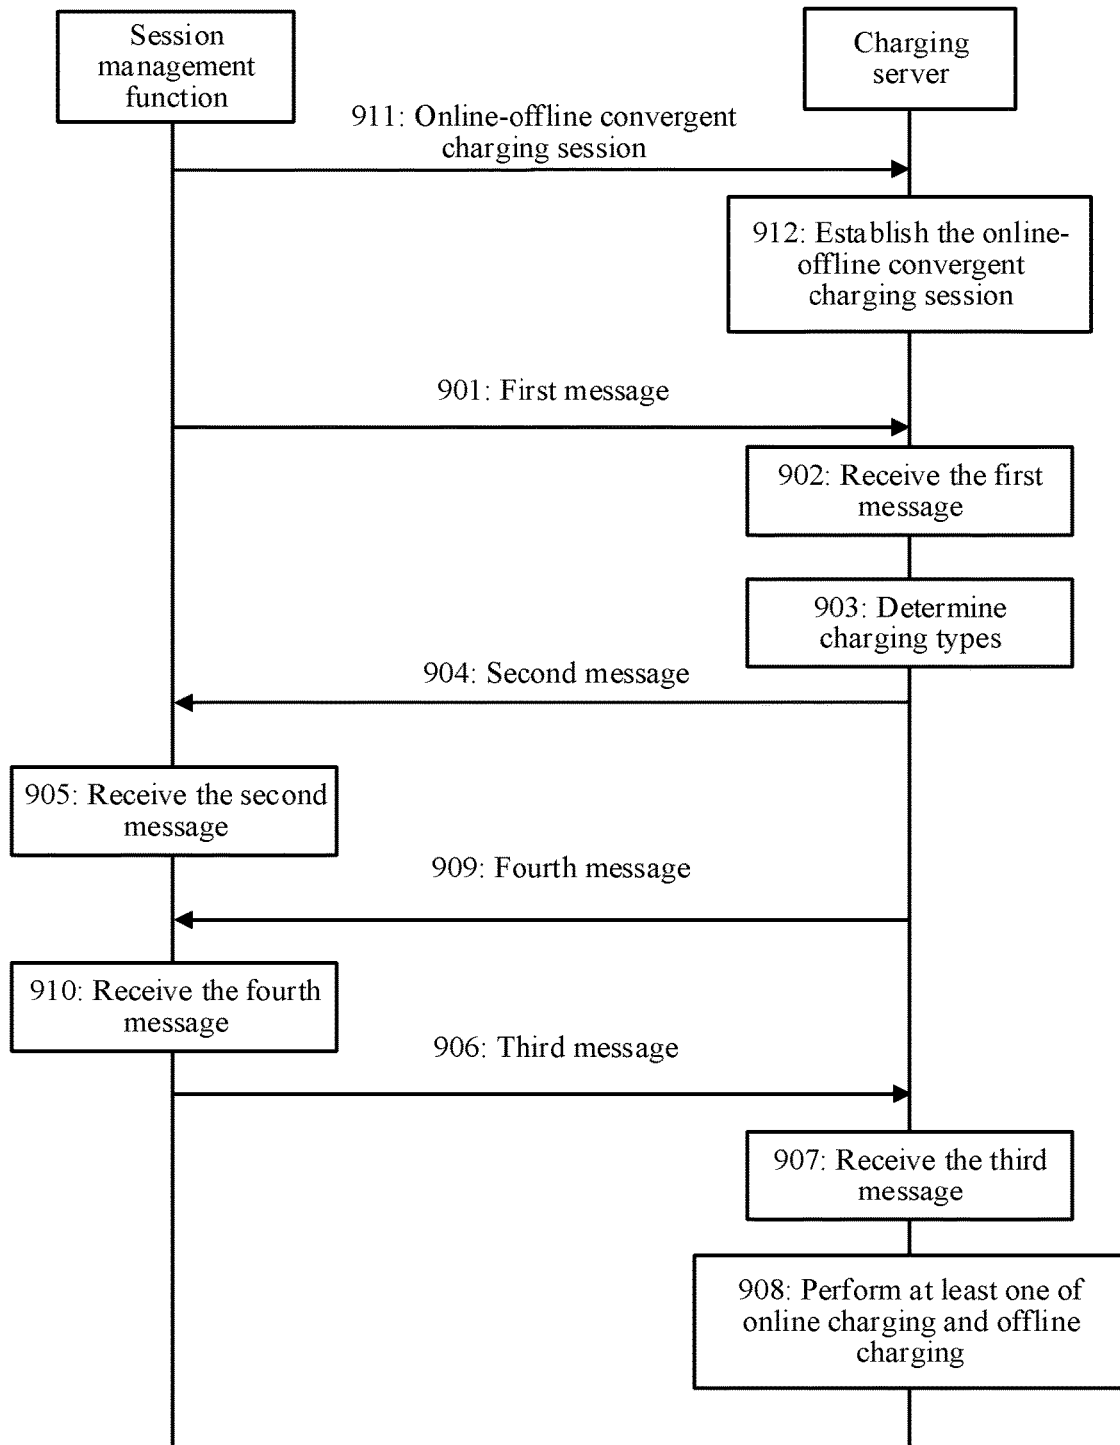 Session
management
function
Charging
server
911: Online-offline convergent
charging session
912: Establish the online-
offline convergent
charging session
901: First message
902: Receive the first
message
903: Determine
charging types
904: Second message
905: Receive the second
message
909: Fourth message
910: Receive the fourth
message
906: Third message
907: Receive the third
message
908: Perform at least one of
online charging and offline
charging